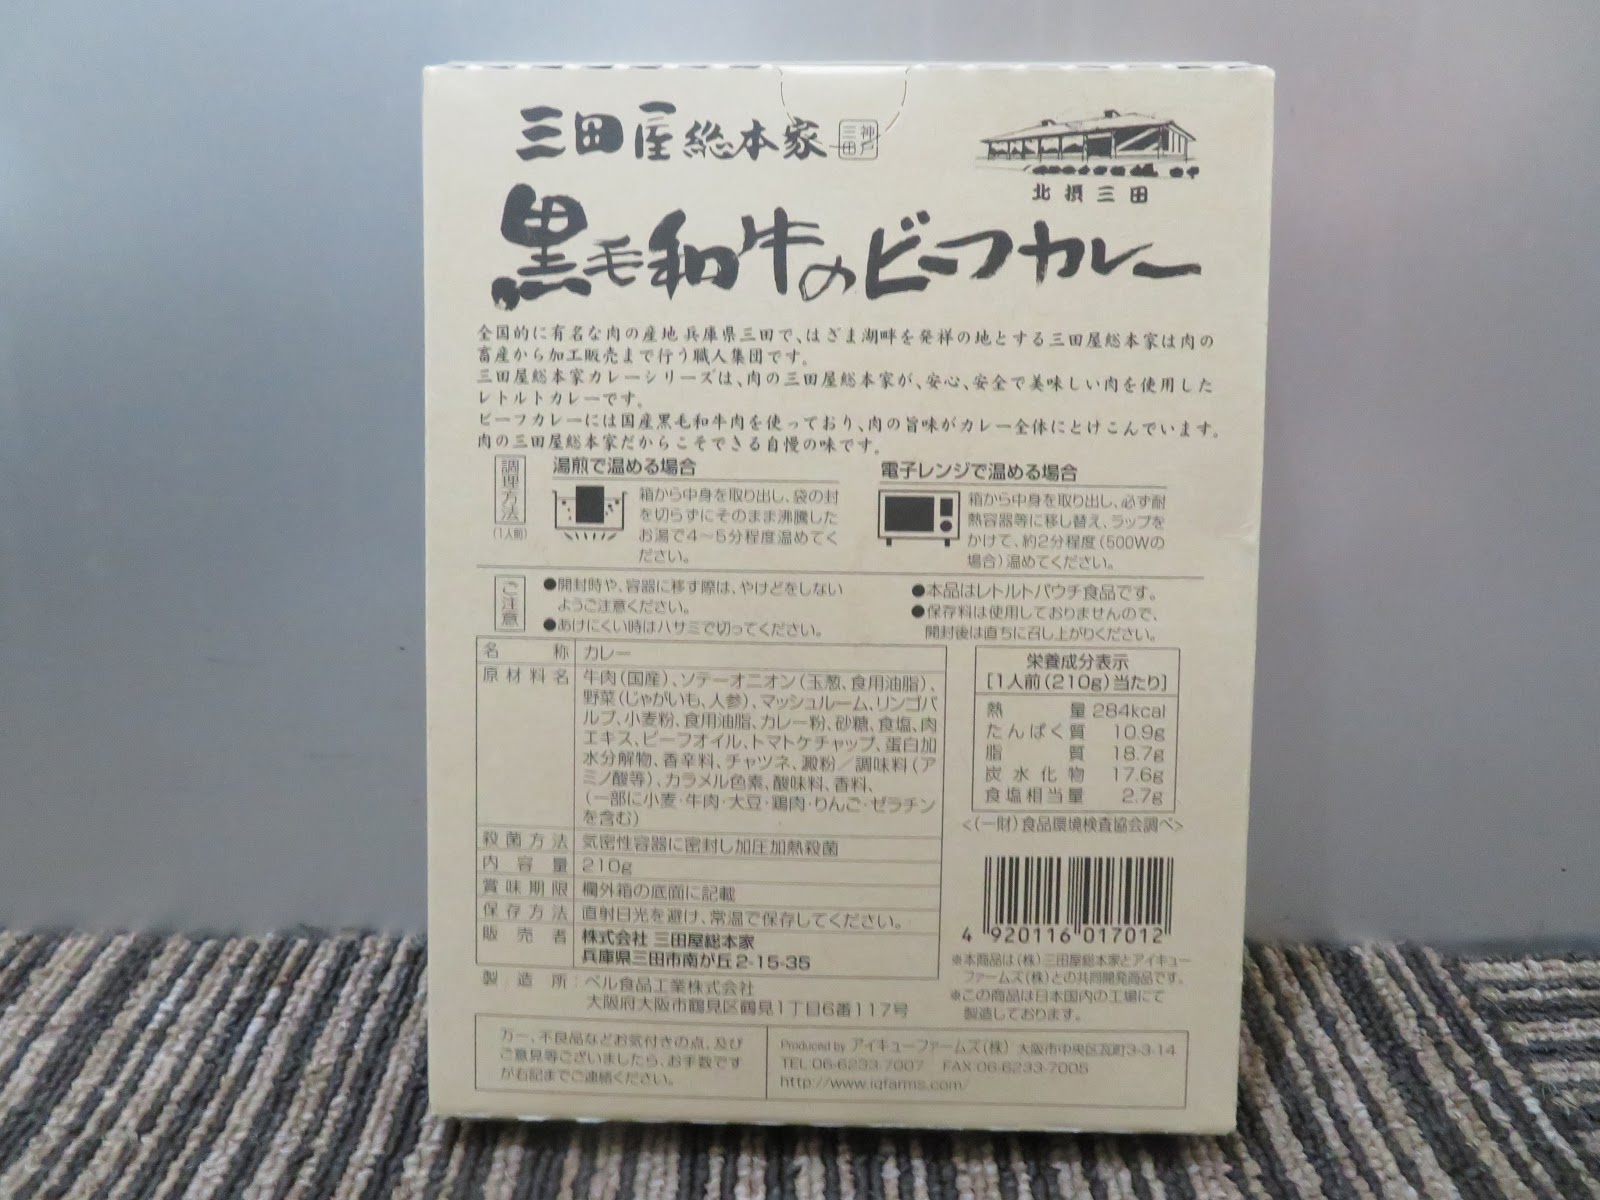 三田屋総本家 神戸三田
北摂三田
黒毛和牛のビーフカレー
全国的に有名な肉の産地兵庫県三田で、はざま湖畔を発祥の地とする三田屋総本家は肉の
畜産から加工販売まで行う職人集団です。
三田屋総本家カレーシリーズは、肉の三田屋総本家が、安心、安全で美味しい肉を使用した
レトルトカレーです。
ビーフカレーには国産黒毛和牛肉を使っており、肉の旨味がカレー全体にとけこんでいます。
肉の三田屋総本家だからこそできる自慢の味です。
調理方法
(1人前)
湯煎で温める場合
箱から中身を取り出し、袋の封
を切らずにそのまま沸騰した
お湯で4〜5分程度温めてく
ださい。
電子レンジで温める場合
箱から中身を取り出し、必ず耐
熱容器等に移し替え、ラップを
かけて、約2分程度(500Wの
場合)温めてください。
ご注意
●開封時や、容器に移す際は、やけどをしない
ようご注意ください。
●あけにくい時はハサミで切ってください。
●本品はレトルトパウチ食品です。
●保存料は使用しておりませんので、
開封後は直ちに召し上がりください。
名称 カレー
原材料名 牛肉(国産)、ソテーオニオン(玉葱、食用油脂)、
野菜(じゃがいも、人参)、マッシュルーム、リンゴパ
ルプ、小麦粉、食用油脂、カレー粉、砂糖、食塩、肉
エキス、ビーフオイル、トマトケチャップ、蛋白加
水分解物、香辛料、チャツネ、澱粉／調味料(ア
ミノ酸等)、カラメル色素、酸味料、香料、
(一部に小麦・牛肉・大豆・鶏肉・りんご・ゼラチン
を含む)
殺菌方法 気密性容器に密封し加圧加熱殺菌
内容量 210g
賞味期限 欄外箱の底面に記載
保存方法 直射日光を避け、常温で保存してください。
販売者 株式会社 三田屋総本家
兵庫県三田市南が丘2-15-35
製造所：ベル食品工業株式会社
大阪府大阪市鶴見区鶴見1丁目6番117号
栄養成分表示
[1人前(210g)当たり]
熱量 284kcal
たんぱく質 10.9g
脂質 18.7g
炭水化物 17.6g
食塩相当量 2.7g
<(一財)食品環境検査協会調べ>
4 920116 017012
※本商品は(株)三田屋総本家とアイキュー
ファームズ(株)との共同開発商品です。
※この商品は日本国内の工場にて
製造しております。
万一、不良品などお気付きの点、及び
ご意見等ございましたら、お手数です
が右記までご連絡ください。
Produced by アイキューファームズ(株) 大阪市中央区瓦町3-3-14
TEL 06-6233-7007 FAX 06-6233-7005
http://www.iqfarms.com/